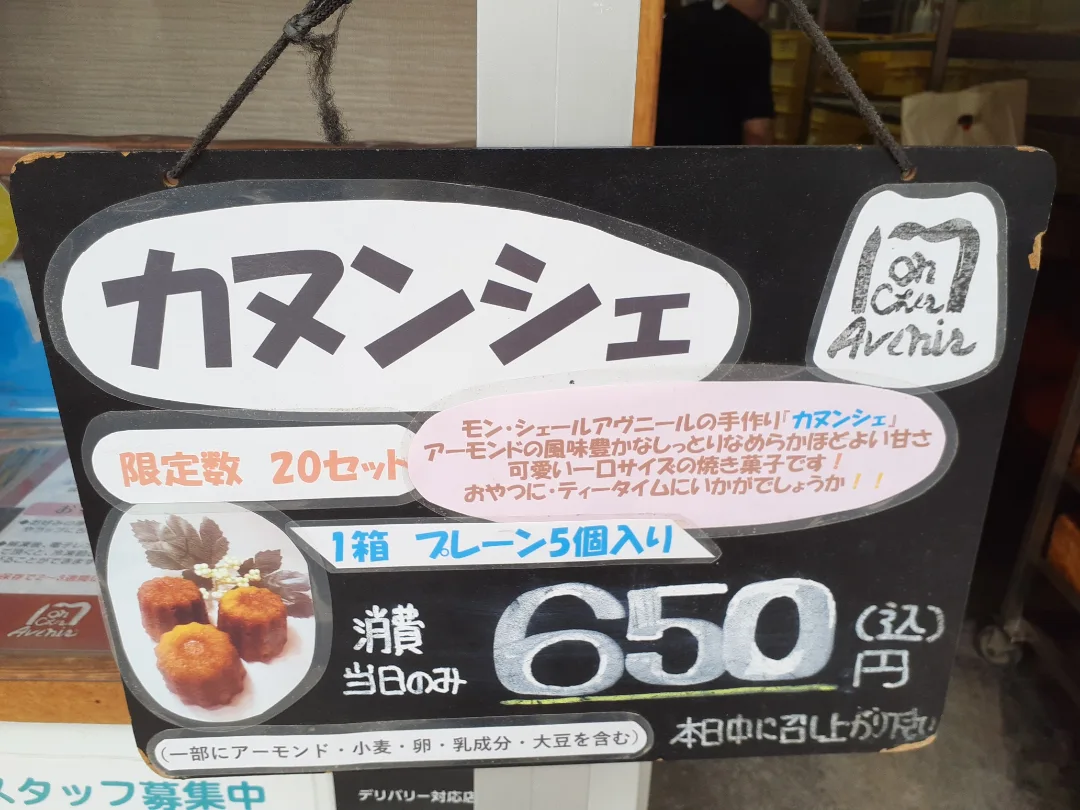 カヌンシェ
mon
Cher
Avenir
モン・シェールアヴニールの手作り「カヌンシェ」
アーモンドの風味豊かなしっとりなめらかほどよい甘さ
可愛い一口サイズの焼き菓子です!
おやつに・ティータイムにいかがでしょうか!!
限定数 20セット
1箱 プレーン5個入り
消費
当日のみ
650
(込)
円
本日中に召し上がり下さい
(一部にアーモンド・小麦・卵・乳成分・大豆を含む)
mon
Cher
Avenir
スタッフ募集中
デリバリー対応店